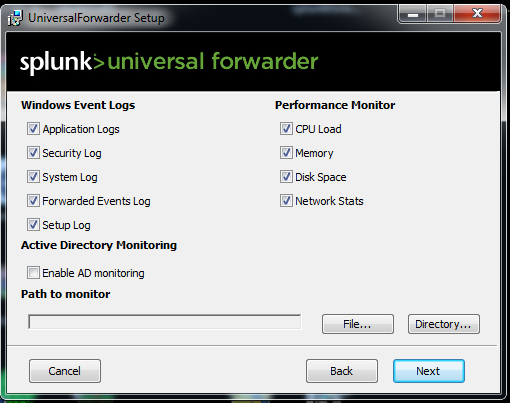 UniversalForwarder Setup
splunk> universal forwarder
Windows Event Logs
Application Logs
Security Log
System Log
Forwarded Events Log
Setup Log
Performance Monitor
CPU Load
Memory
Disk Space
Network Stats
Active Directory Monitoring
Enable AD monitoring
Path to monitor
File...
Directory...
Cancel
Back
Next